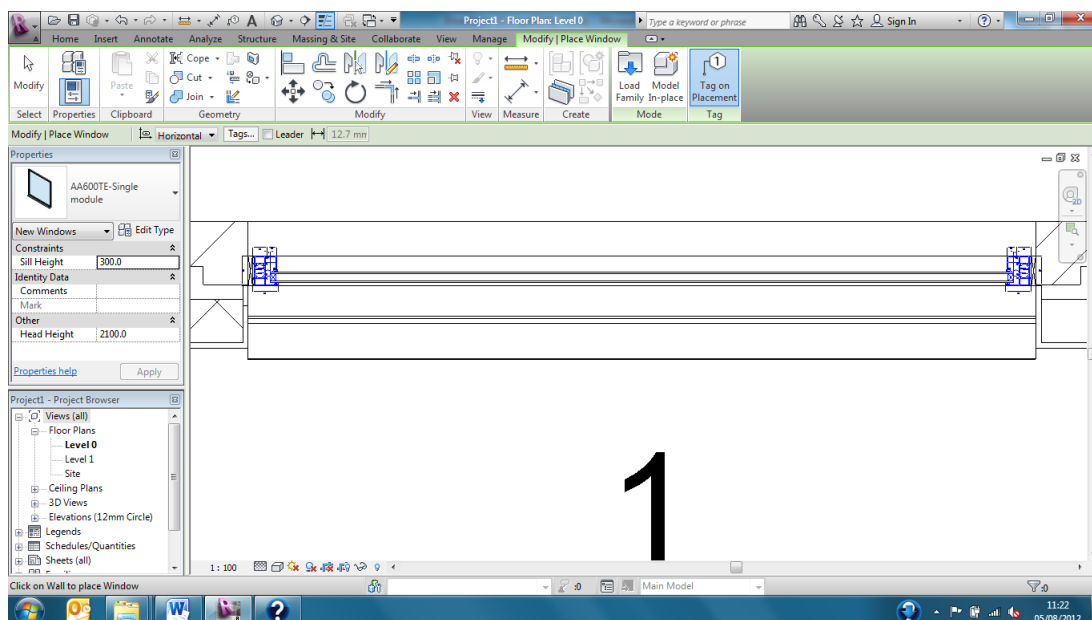 Project1 - Floor Plan: Level 0
Type a keyword or phrase
Sign In
Home Insert Annotate Analyze Structure Massing & Site Collaborate View Manage Modify | Place Window
Modify
Paste
Cope
Cut
Join
Load Family
Model In-place
Tag on Placement
Select Properties Clipboard Geometry Modify View Measure Create Mode Tag
Modify | Place Window Horizontal Tags... Leader 12.7 mm
Properties
AA600TE-Single module
New Windows Edit Type
Constraints
Sill Height 300.0
Identity Data
Comments
Mark
Other
Head Height 2100.0
Properties help Apply
Project1 - Project Browser
Views (all)
Floor Plans
Level 0
Level 1
Site
Ceiling Plans
3D Views
Elevations (12mm Circle)
Legends
Schedules/Quantities
Sheets (all)
2D
1
1 : 100
Click on Wall to place Window :0 Main Model :0
11:22
05/08/2012